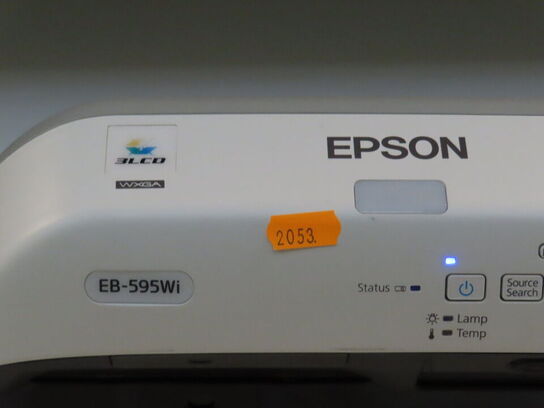 3LCD
WXGA
EPSON
2053.
EB-595Wi
Status
Source
Search
Lamp
Temp